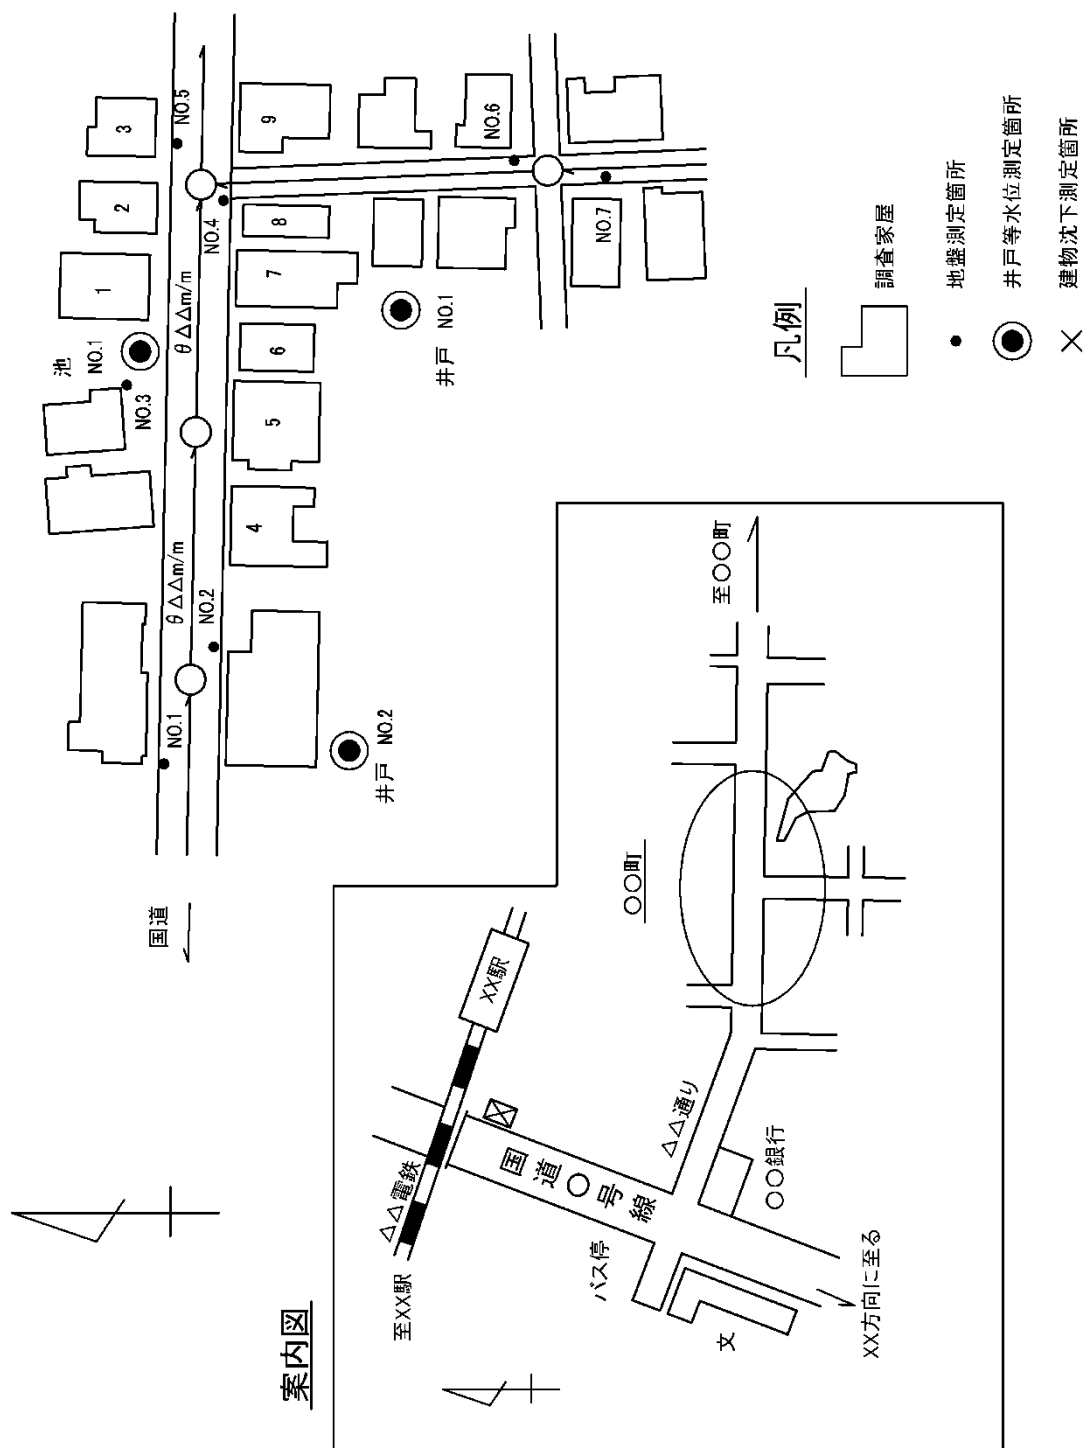 池
NO.1
1
2
3
NO.3
国道
NO.1
θ△△m/m
θ△△m/m
NO.5
NO.2
NO.4
4
5
6
7
8
9
井戸
NO.2
井戸
NO.1
NO.6
NO.7
案内図
至XX駅
△△電鉄
XX駅
国道○号線
バス停
文
△△通り
○○銀行
XX方向に至る
○○町
至○○町
凡例
調査家屋
地盤測定箇所
井戸等水位測定箇所
建物沈下測定箇所